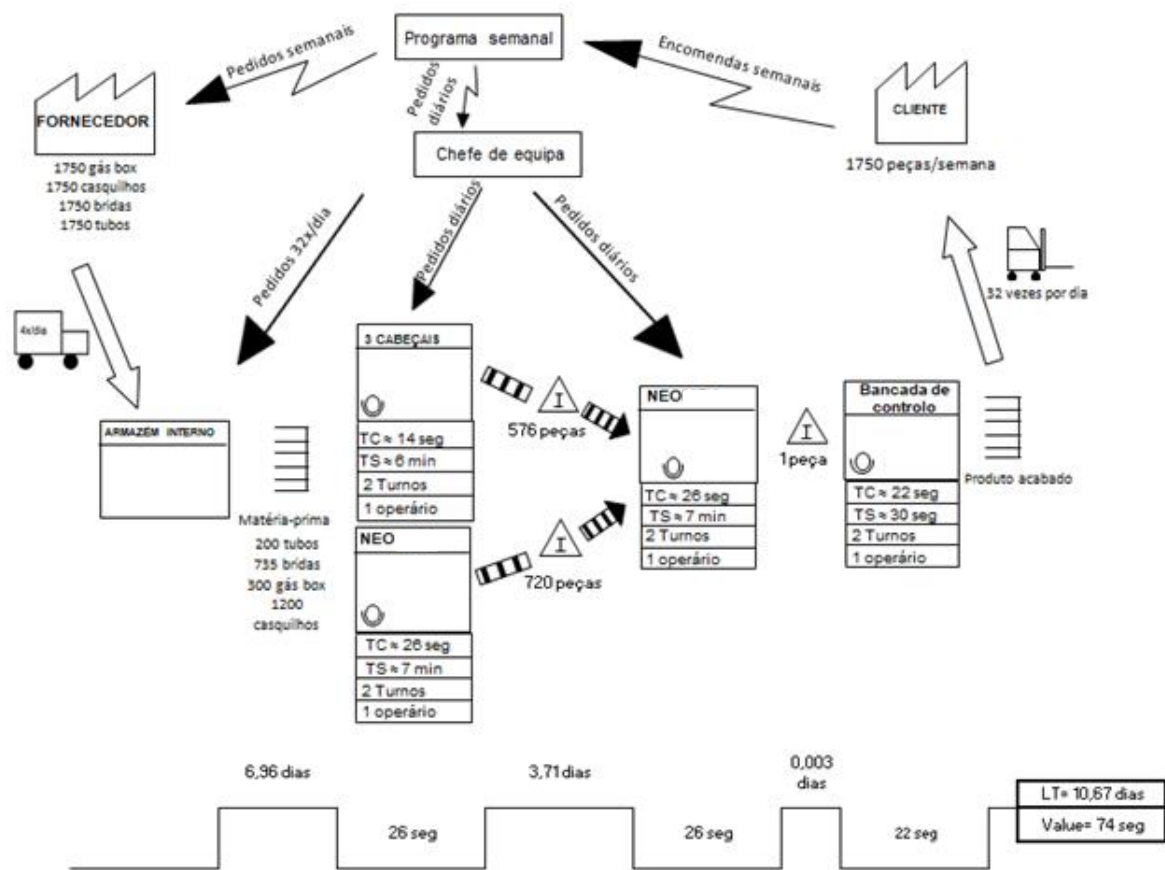 Programa semanal
Pedidos semanais
Pedidos
diários
Encomendas semanais
FORNECEDOR
1750 gás box
1750 casquilhos
1750 bridas
1750 tubos
Chefe de equipa
CLIENTE
1750 peças/semana
Pedidos 32x/dia
Pedidos diários
Pedidos diários
4x/dia
32 vezes por dia
ARMAZÉM INTERNO
Matéria-prima
200 tubos
735 bridas
300 gás box
1200
casquilhos
3 CABEÇAIS
TC ≈ 14 seg
TS ≈ 6 min
2 Turnos
1 operário
NEO
TC ≈ 26 seg
TS ≈ 7 min
2 Turnos
1 operário
I
576 peças
I
720 peças
NEO
TC ≈ 26 seg
TS ≈ 7 min
2 Turnos
1 operário
I
1 peça
Bancada de
controlo
TC ≈ 22 seg
TS ≈ 30 seg
2 Turnos
1 operário
Produto acabado
6,96 dias
26 seg
3,71 dias
26 seg
0,003
dias
22 seg
LT= 10,67 dias
Value= 74 seg